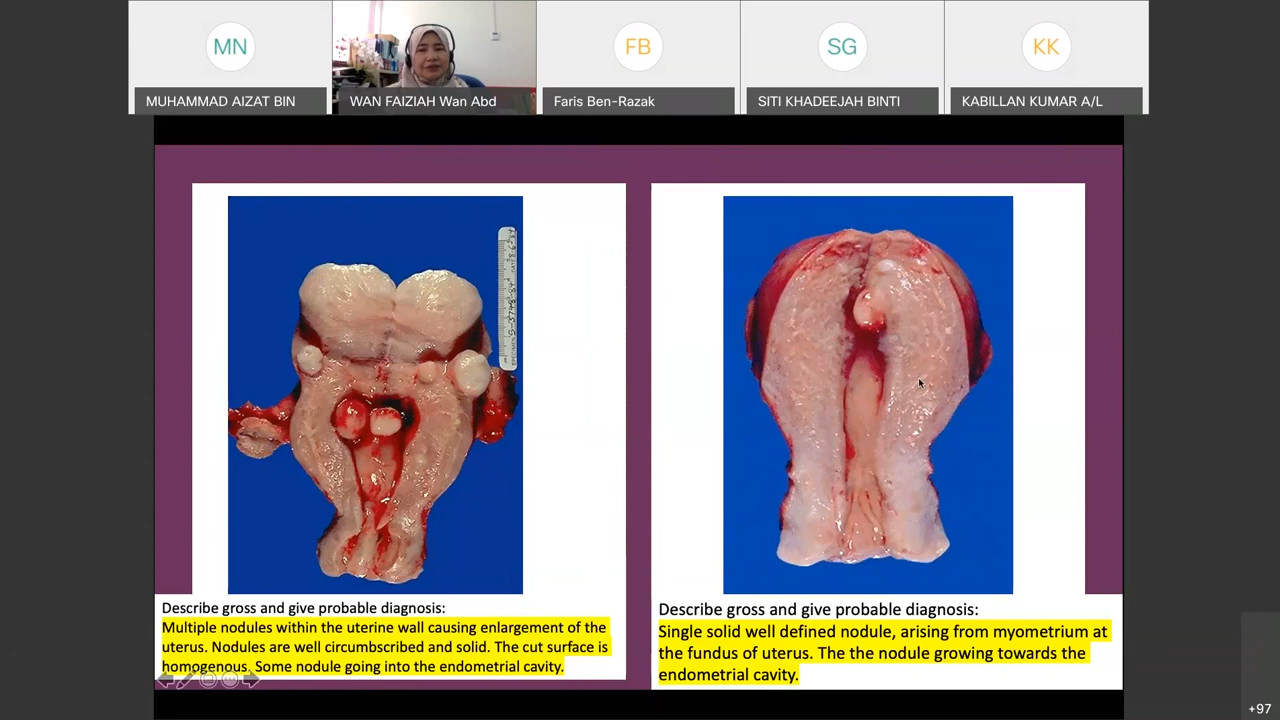 MN
FB
SG
KK
MUHAMMAD AIZAT BIN
WAN FAIZIAH Wan Abd
Faris Ben-Razak
SITI KHADEEJAH BINTI
KABILLAN KUMAR A/L
Describe gross and give probable diagnosis:
Multiple nodules within the uterine wall causing enlargement of the
uterus. Nodules are well circumbscribed and solid. The cut surface is
homogenous. Some nodule going into the endometrial cavity.
Describe gross and give probable diagnosis:
Single solid well defined nodule, arising from myometrium at
the fundus of uterus. The the nodule growing towards the
endometrial cavity.
+97